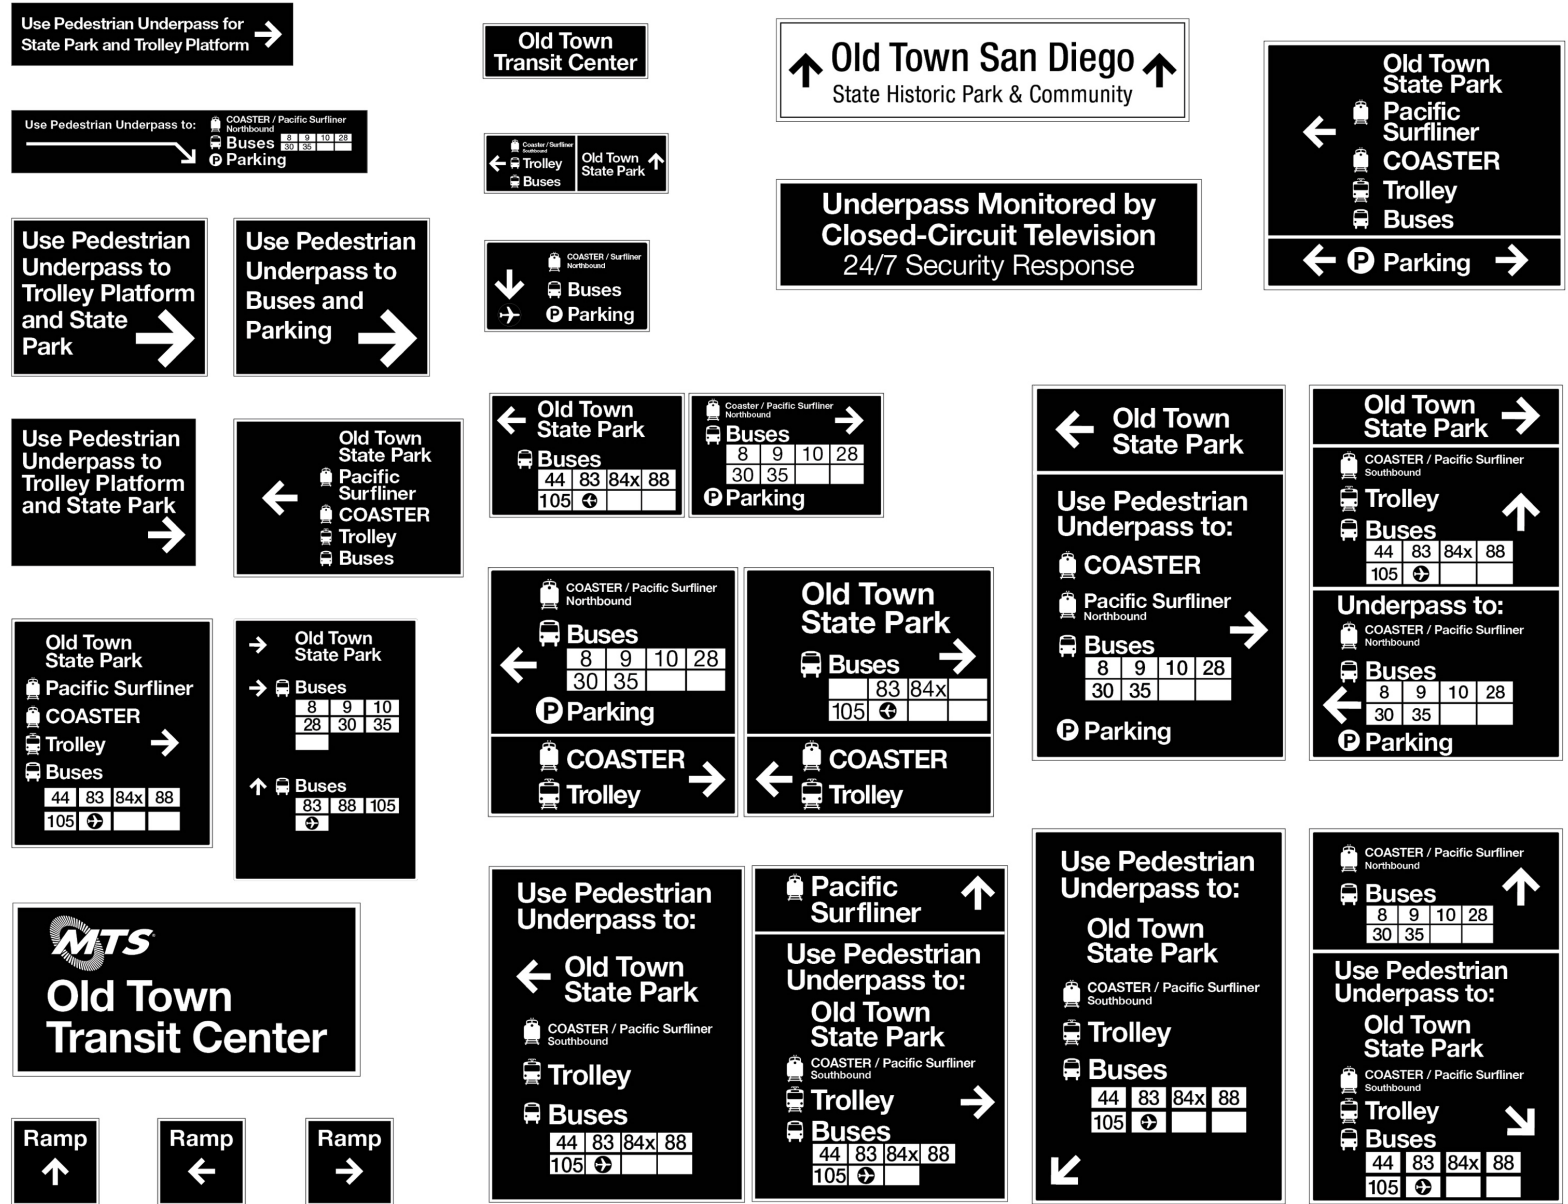 Use Pedestrian Underpass for
State Park and Trolley Platform
Use Pedestrian Underpass to:
COASTER / Pacific Surfliner
Northbound
Buses 8 9 10 28
30 35
P Parking
Use Pedestrian
Underpass to
Trolley Platform
and State
Park
Use Pedestrian
Underpass to
Buses and
Parking
Use Pedestrian
Underpass to
Trolley Platform
and State Park
Old Town
State Park
Pacific
Surfliner
COASTER
Trolley
Buses
Old Town
State Park
Pacific Surfliner
COASTER
Trolley
Buses
44 83 84x 88
105
Old Town
State Park
Buses
8 9 10
28 30 35
Buses
83 88 105
MTS
Old Town
Transit Center
Ramp
Ramp
Ramp
Old Town
Transit Center
Coaster / Surfliner
Southbound
Trolley
Buses
Old Town
State Park
COASTER / Surfliner
Northbound
Buses
P Parking
Old Town
State Park
Buses
44 83 84x 88
105
Coaster / Pacific Surfliner
Northbound
Buses
8 9 10 28
30 35
P Parking
COASTER / Pacific Surfliner
Northbound
Buses
8 9 10 28
30 35
P Parking
COASTER
Trolley
Old Town
State Park
Buses
83 84x
105
COASTER
Trolley
Use Pedestrian
Underpass to:
Old Town
State Park
COASTER / Pacific Surfliner
Southbound
Trolley
Buses
44 83 84x 88
105
Pacific
Surfliner
Use Pedestrian
Underpass to:
Old Town
State Park
COASTER / Pacific Surfliner
Southbound
Trolley
Buses
44 83 84x 88
105
Old Town San Diego
State Historic Park & Community
Underpass Monitored by
Closed-Circuit Television
24/7 Security Response
Old Town
State Park
Pacific
Surfliner
COASTER
Trolley
Buses
P Parking
Old Town
State Park
Use Pedestrian
Underpass to:
COASTER
Pacific Surfliner
Northbound
Buses
8 9 10 28
30 35
P Parking
Old Town
State Park
COASTER / Pacific Surfliner
Southbound
Trolley
Buses
44 83 84x 88
105
Underpass to:
COASTER / Pacific Surfliner
Northbound
Buses
8 9 10 28
30 35
P Parking
Use Pedestrian
Underpass to:
Old Town
State Park
COASTER / Pacific Surfliner
Southbound
Trolley
Buses
44 83 84x 88
105
COASTER / Pacific Surfliner
Northbound
Buses
8 9 10 28
30 35
Use Pedestrian
Underpass to:
Old Town
State Park
COASTER / Pacific Surfliner
Southbound
Trolley
Buses
44 83 84x 88
105